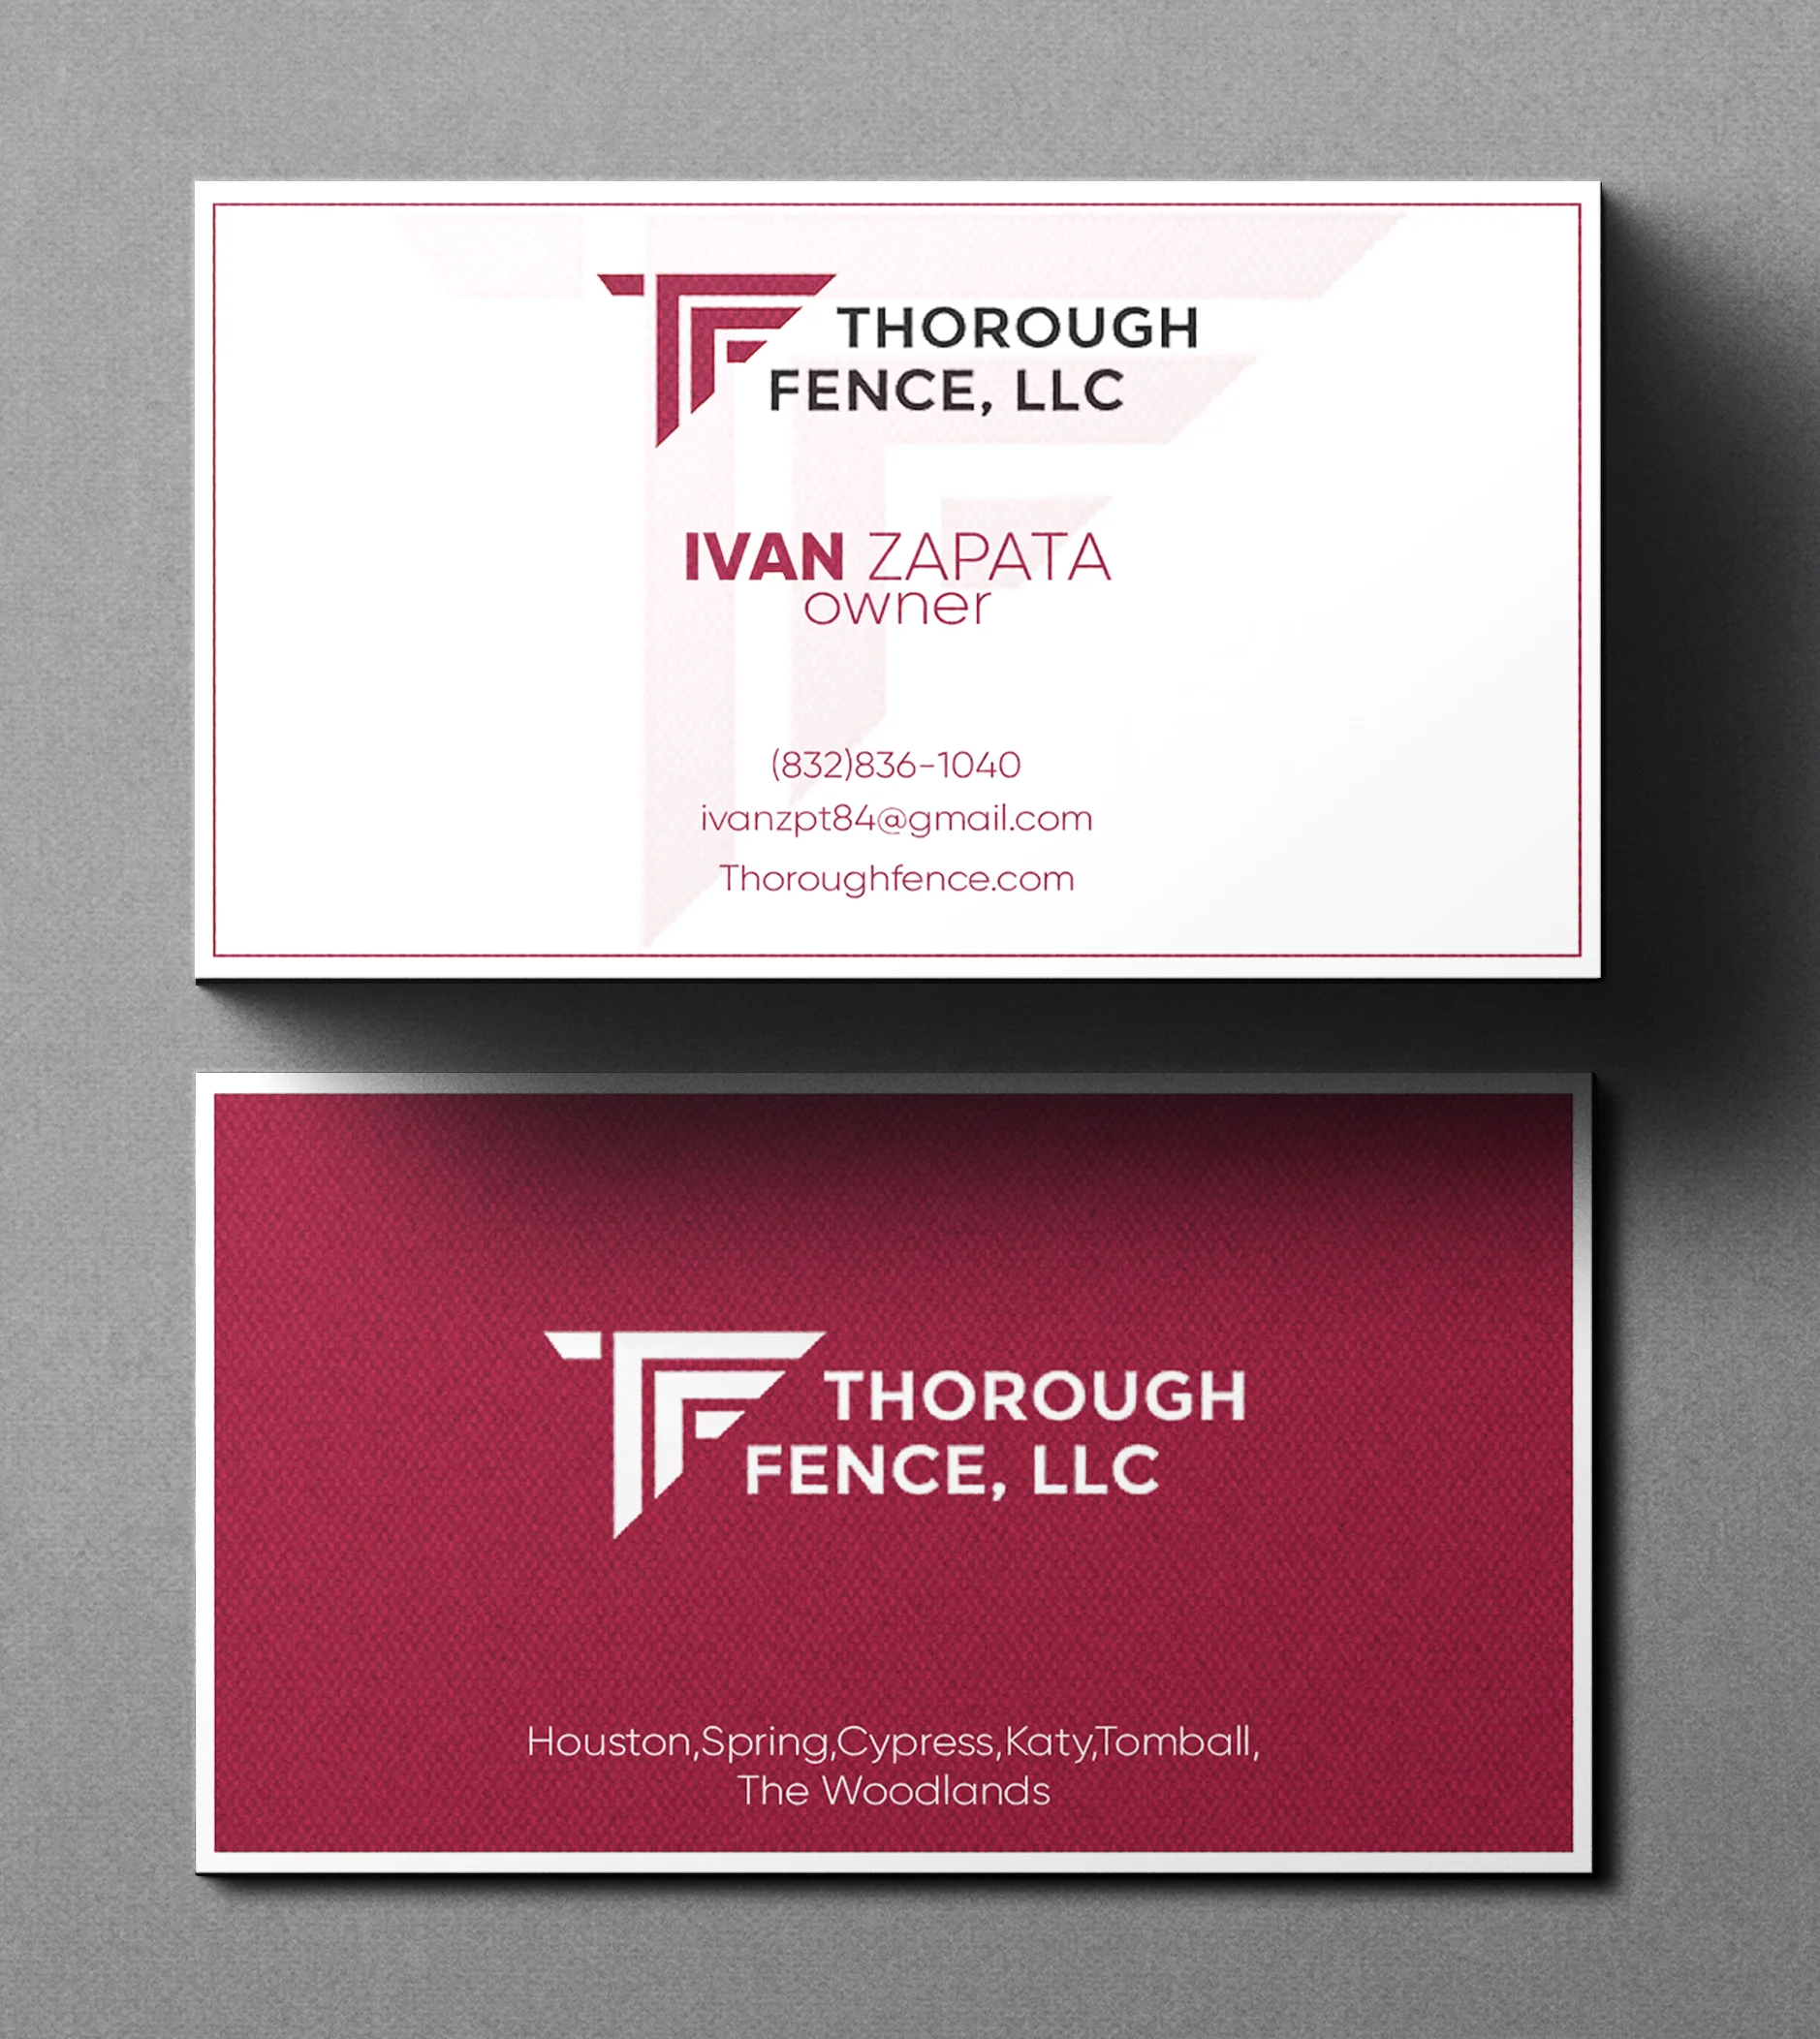 THOROUGH
FENCE, LLC
IVAN ZAPATA
owner
(832)836-1040
ivanzpt84@gmail.com
Thoroughfence.com
THOROUGH
FENCE, LLC
Houston,Spring,Cypress,Katy,Tomball,
The Woodlands